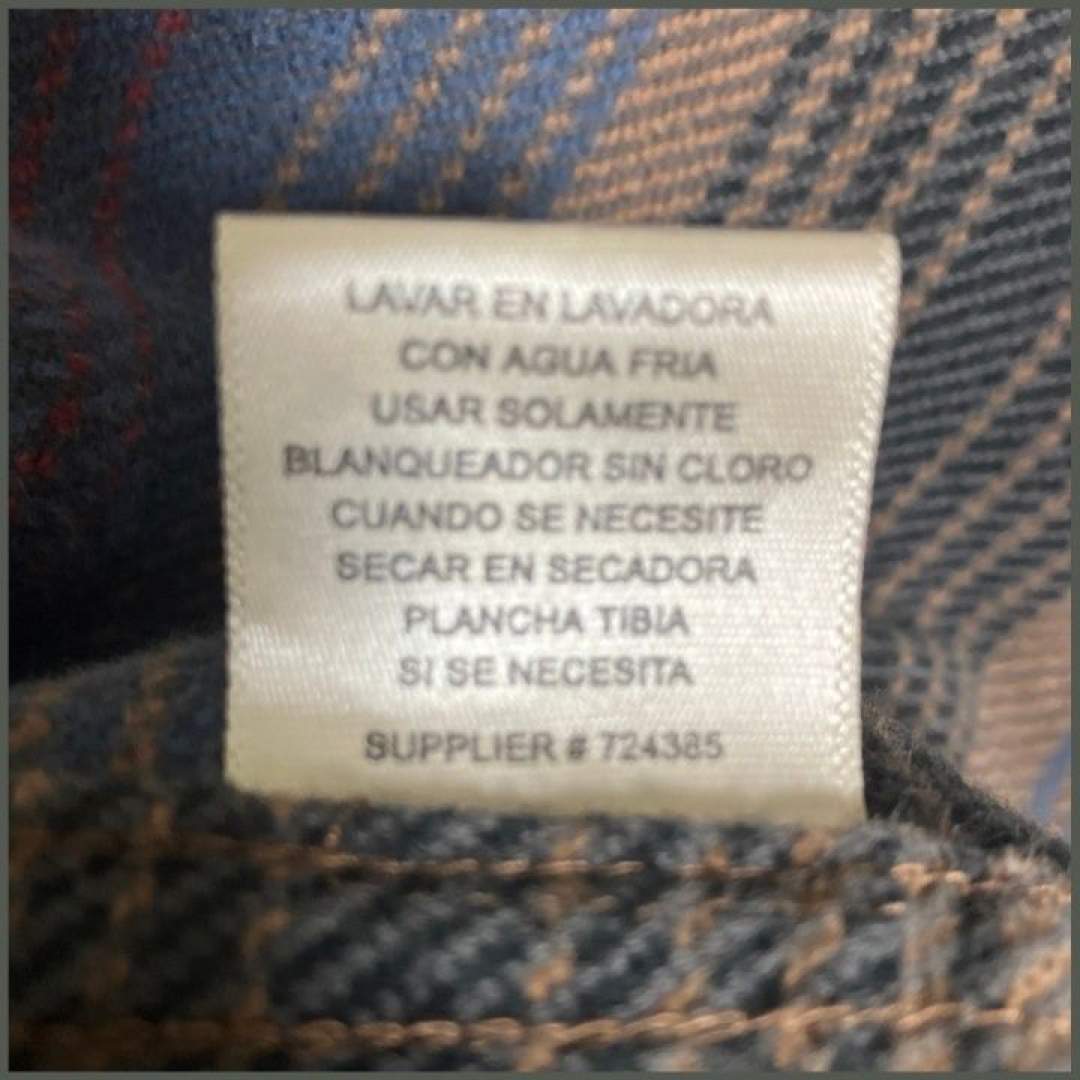 LAVAR EN LAVADORA
CON AGUA FRIA
USAR SOLAMENTE
BLANQUEADOR SIN CLORO
CUANDO SE NECESITE
SECAR EN SECADORA
PLANCHA TIBIA
SI SE NECESITA
SUPPLIER # 724385